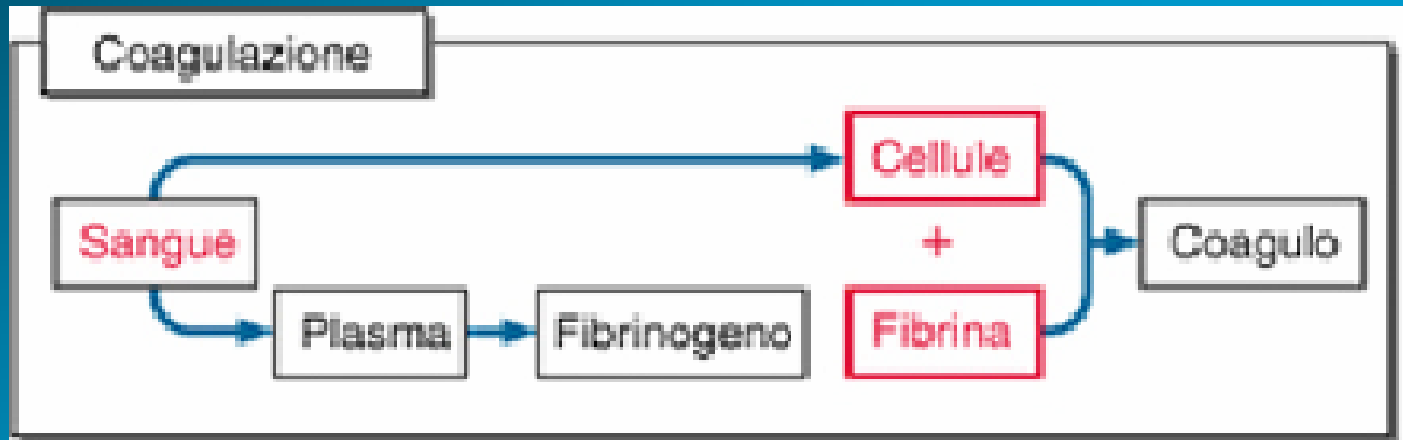 Coagulazione
Cellule
Sangue
+
Coagulo
Plasma
Fibrinogeno
Fibrina